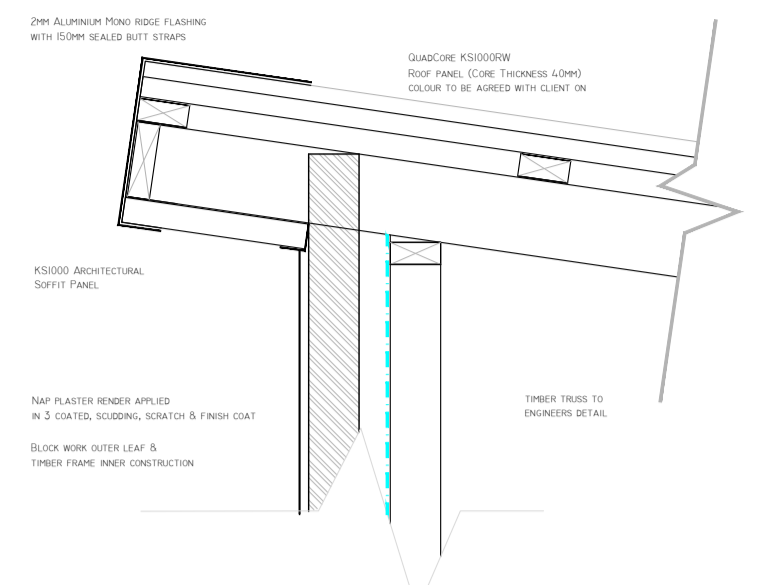 2mm Aluminium Mono ridge flashing
with 150mm sealed butt straps
QuadCore KS1000RW
Roof panel (Core Thickness 40mm)
colour to be agreed with client on
KS1000 Architectural
Soffit Panel
Nap plaster render applied
in 3 coated, scudding, scratch & finish coat
timber truss to
engineers detail
Block work outer leaf &
timber frame inner construction